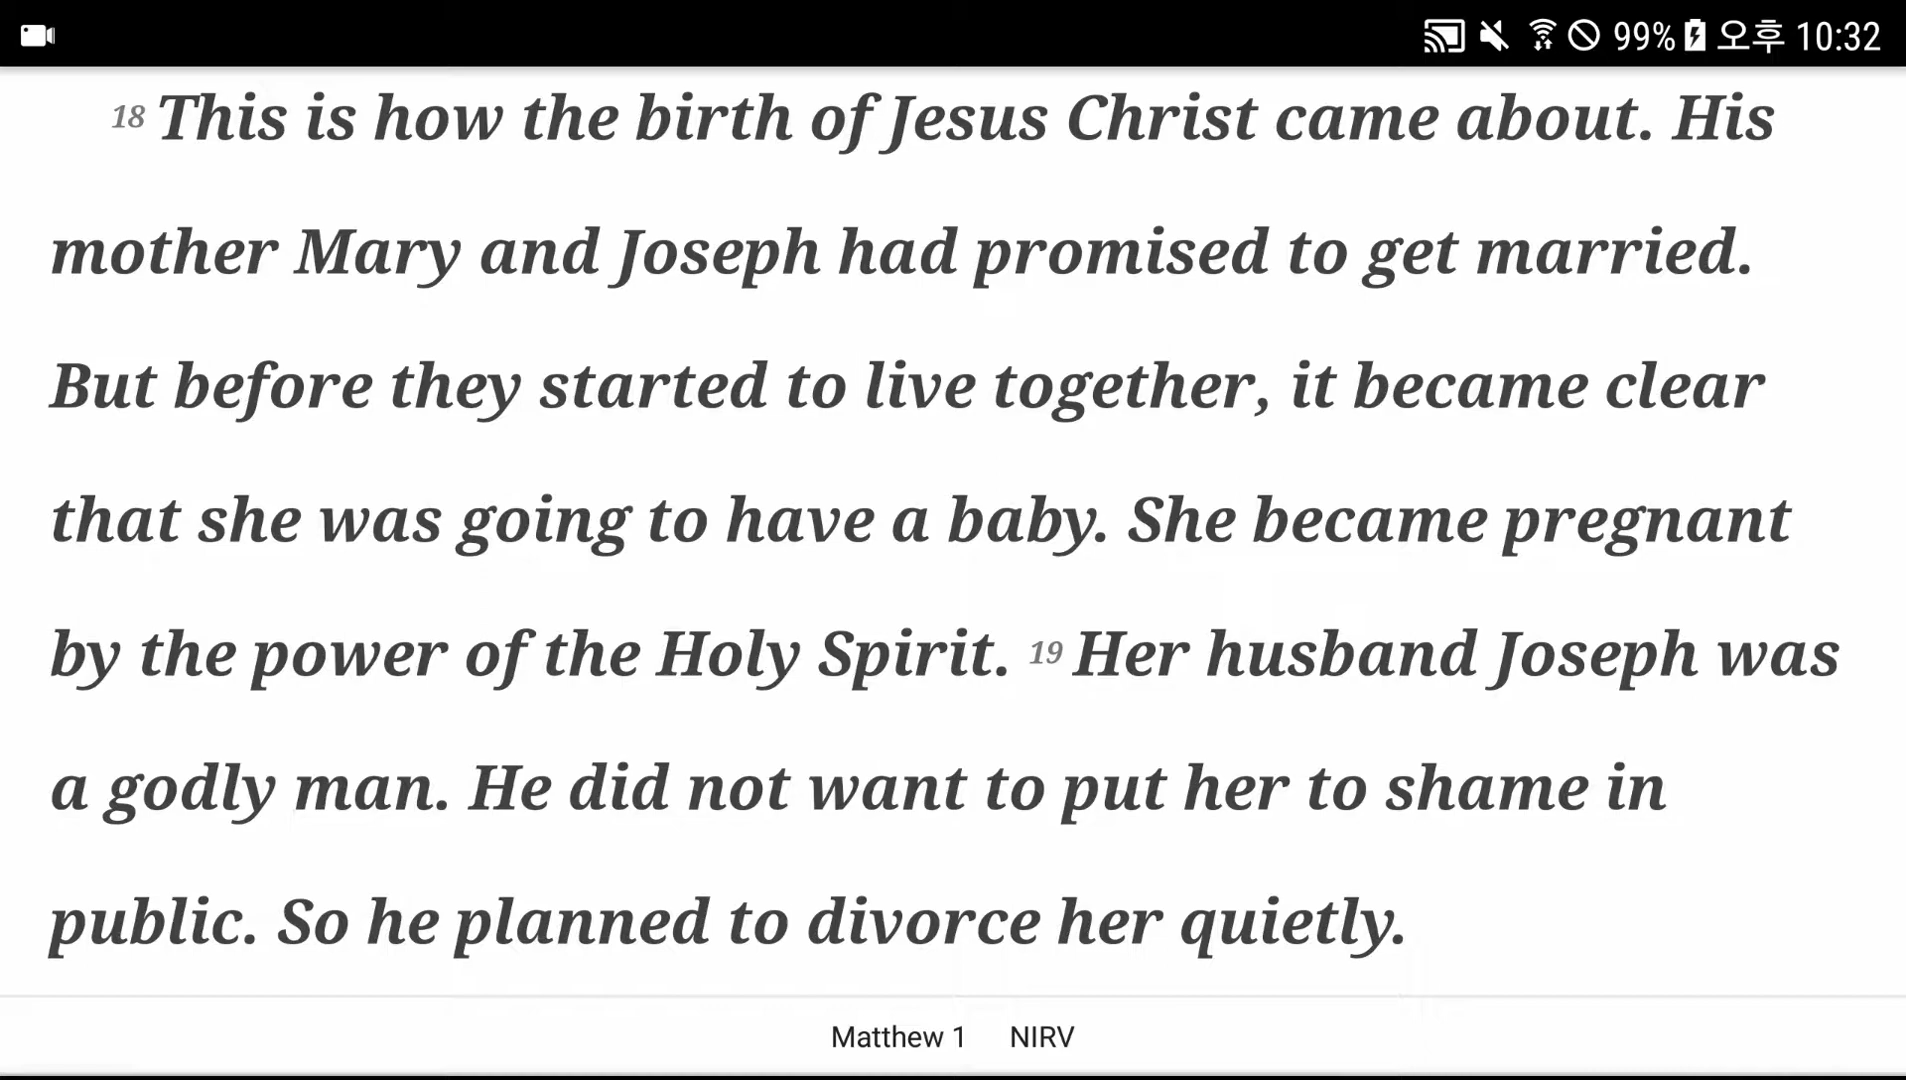 99% 오후 10:32
18 This is how the birth of Jesus Christ came about. His
mother Mary and Joseph had promised to get married.
But before they started to live together, it became clear
that she was going to have a baby. She became pregnant
by the power of the Holy Spirit. 19 Her husband Joseph was
a godly man. He did not want to put her to shame in
public. So he planned to divorce her quietly.
Matthew 1 NIRV